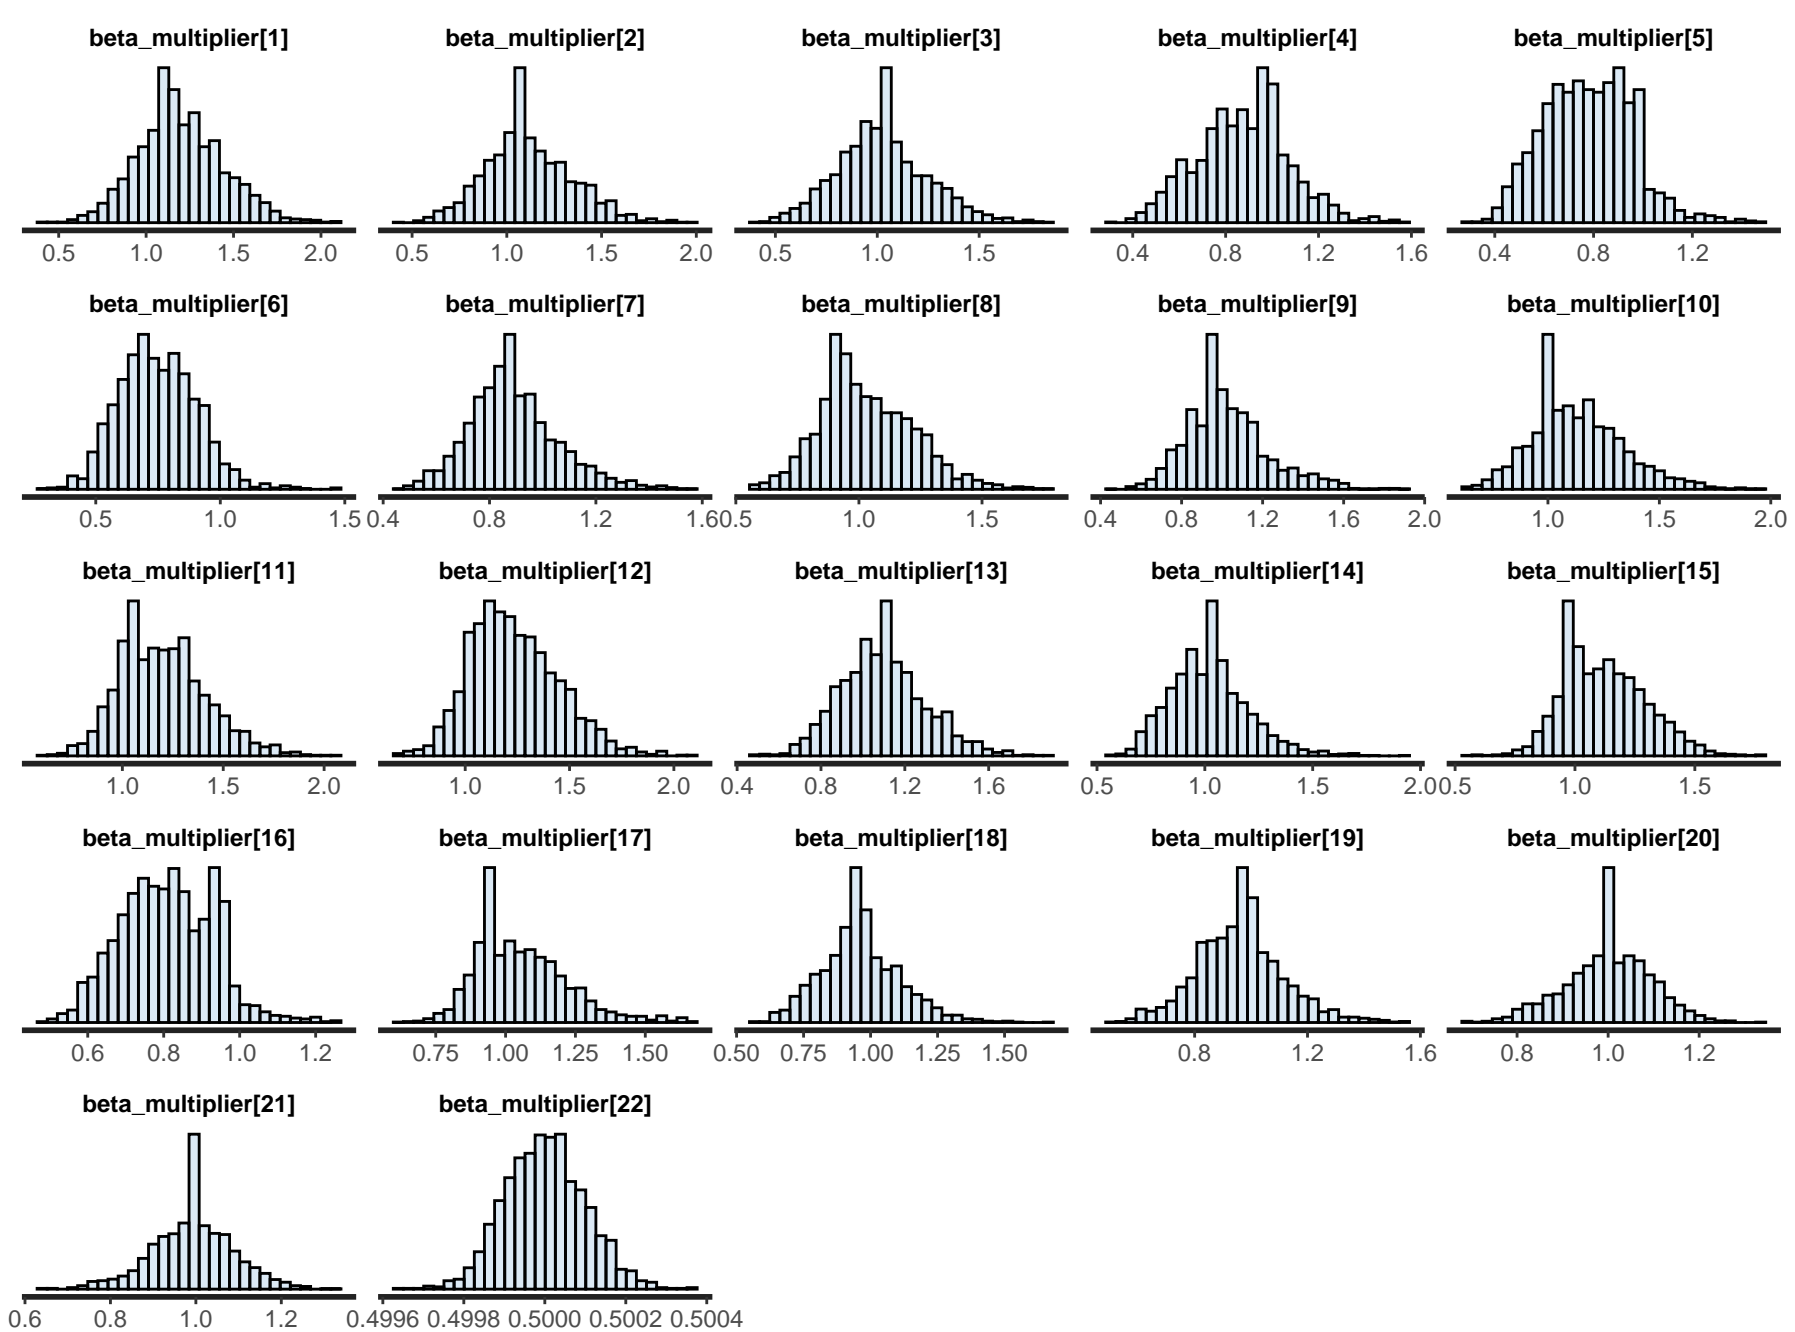 beta_multiplier[1] beta_multiplier[2] beta_multiplier[3] beta_multiplier[4] beta_multiplier[5]
0.5 1.0 1.5 2.0 0.5 1.0 1.5 2.0 0.5 1.0 1.5 0.4 0.8 1.2 1.6 0.4 0.8 1.2
beta_multiplier[6] beta_multiplier[7] beta_multiplier[8] beta_multiplier[9] beta_multiplier[10]
0.5 1.0 1.5 0.4 0.8 1.2 1.6 0.5 1.0 1.5 0.4 0.8 1.2 1.6 2.0 1.0 1.5 2.0
beta_multiplier[11] beta_multiplier[12] beta_multiplier[13] beta_multiplier[14] beta_multiplier[15]
1.0 1.5 2.0 1.0 1.5 2.0 0.4 0.8 1.2 1.6 0.5 1.0 1.5 2.0 0.5 1.0 1.5
beta_multiplier[16] beta_multiplier[17] beta_multiplier[18] beta_multiplier[19] beta_multiplier[20]
0.6 0.8 1.0 1.2 0.75 1.00 1.25 1.50 0.50 0.75 1.00 1.25 1.50 0.8 1.2 1.6 0.8 1.0 1.2
beta_multiplier[21] beta_multiplier[22]
0.6 0.8 1.0 1.2 0.4996 0.4998 0.5000 0.5002 0.5004